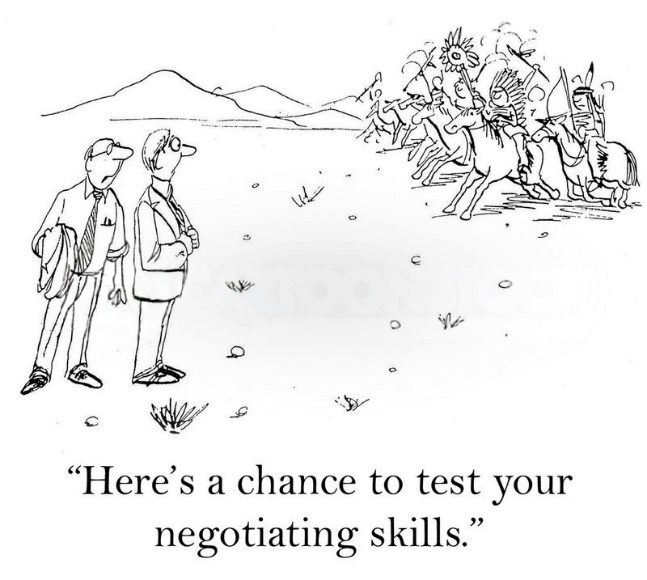 “Here’s a chance to test your
negotiating skills.”